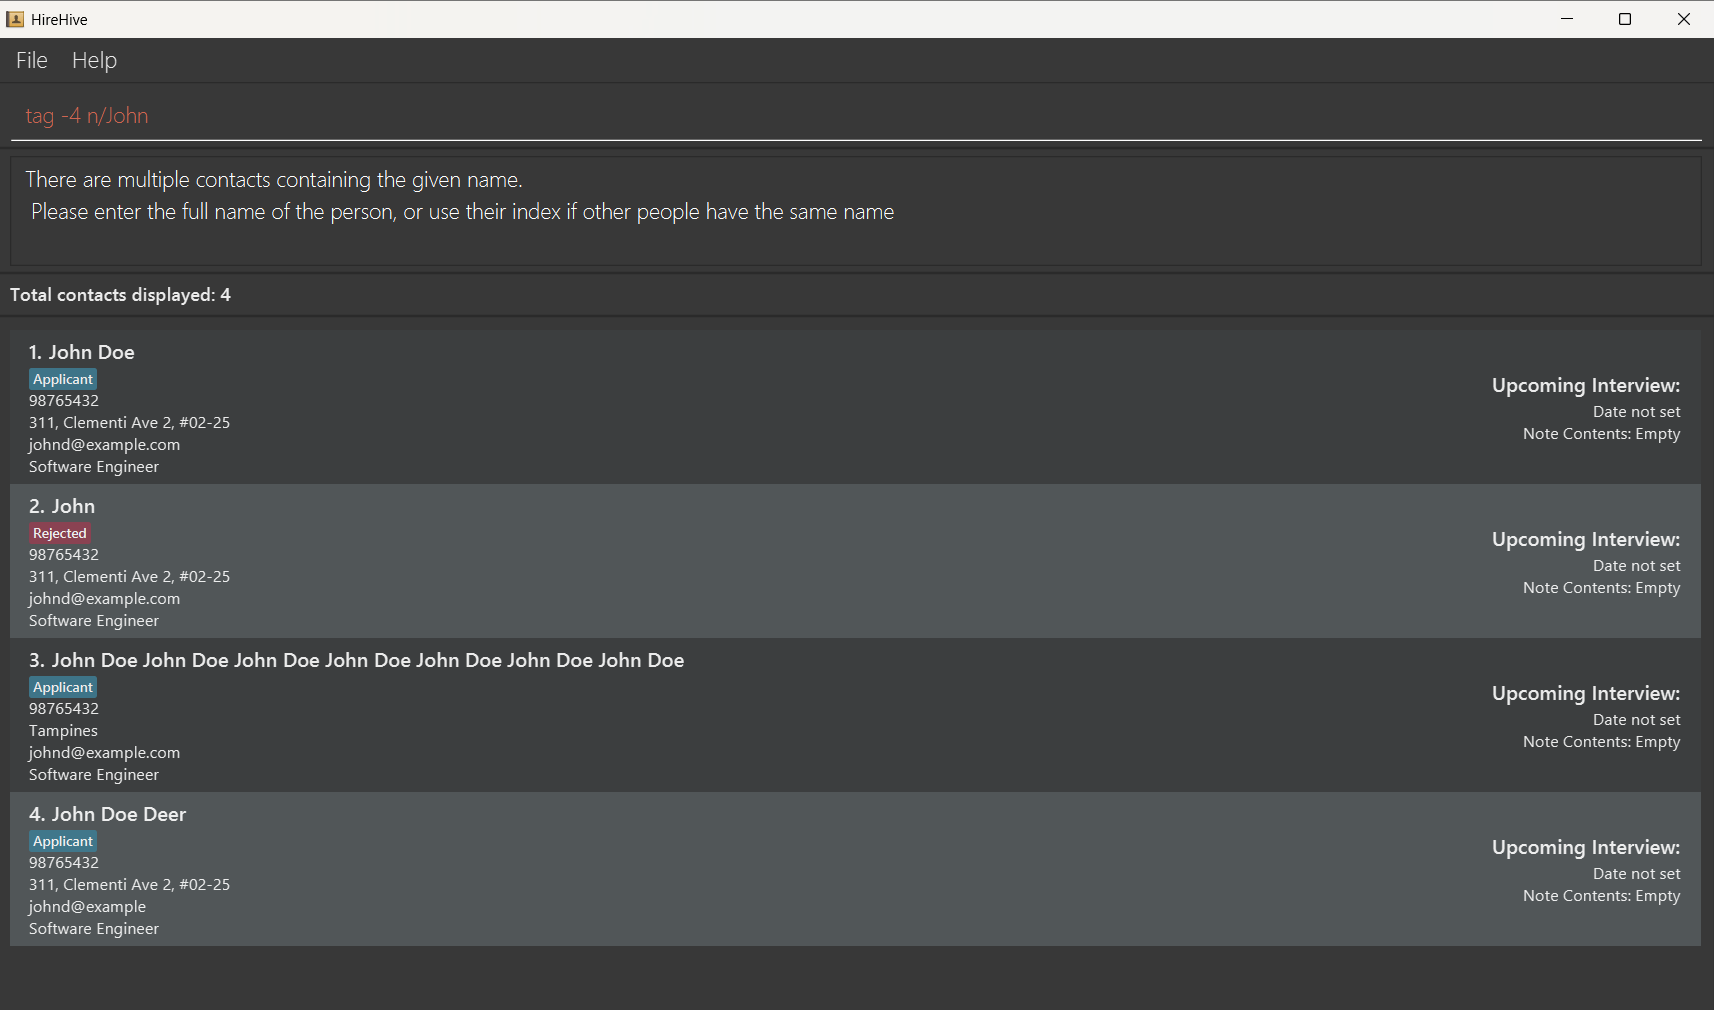 HireHive
File Help
tag -4 n/John
There are multiple contacts containing the given name.
Please enter the full name of the person, or use their index if other people have the same name
Total contacts displayed: 4
1. John Doe
Applicant
98765432
311, Clementi Ave 2, #02-25
johnd@example.com
Software Engineer
Upcoming Interview:
Date not set
Note Contents: Empty
2. John
Rejected
98765432
311, Clementi Ave 2, #02-25
johnd@example.com
Software Engineer
Upcoming Interview:
Date not set
Note Contents: Empty
3. John Doe John Doe John Doe John Doe John Doe John Doe John Doe
Applicant
98765432
Tampines
johnd@example.com
Software Engineer
Upcoming Interview:
Date not set
Note Contents: Empty
4. John Doe Deer
Applicant
98765432
311, Clementi Ave 2, #02-25
johnd@example
Software Engineer
Upcoming Interview:
Date not set
Note Contents: Empty